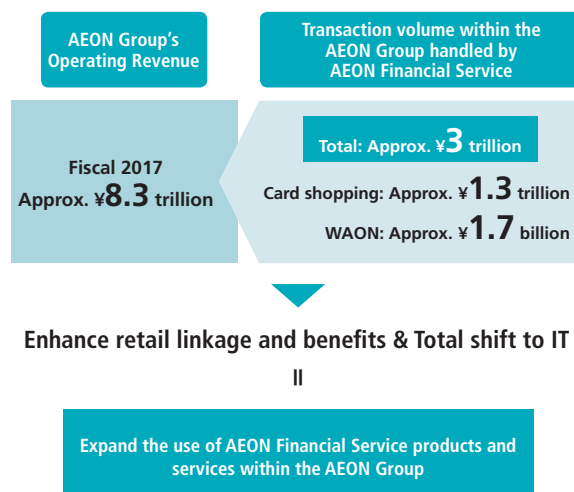 AEON Group's
Operating Revenue
Transaction volume within the
AEON Group handled by
AEON Financial Service
Fiscal 2017
Approx. ¥8.3 trillion
Total: Approx. ¥3 trillion
Card shopping: Approx. ¥1.3 trillion
WAON: Approx. ¥1.7 billion
Enhance retail linkage and benefits & Total shift to IT
=
Expand the use of AEON Financial Service products and
services within the AEON Group